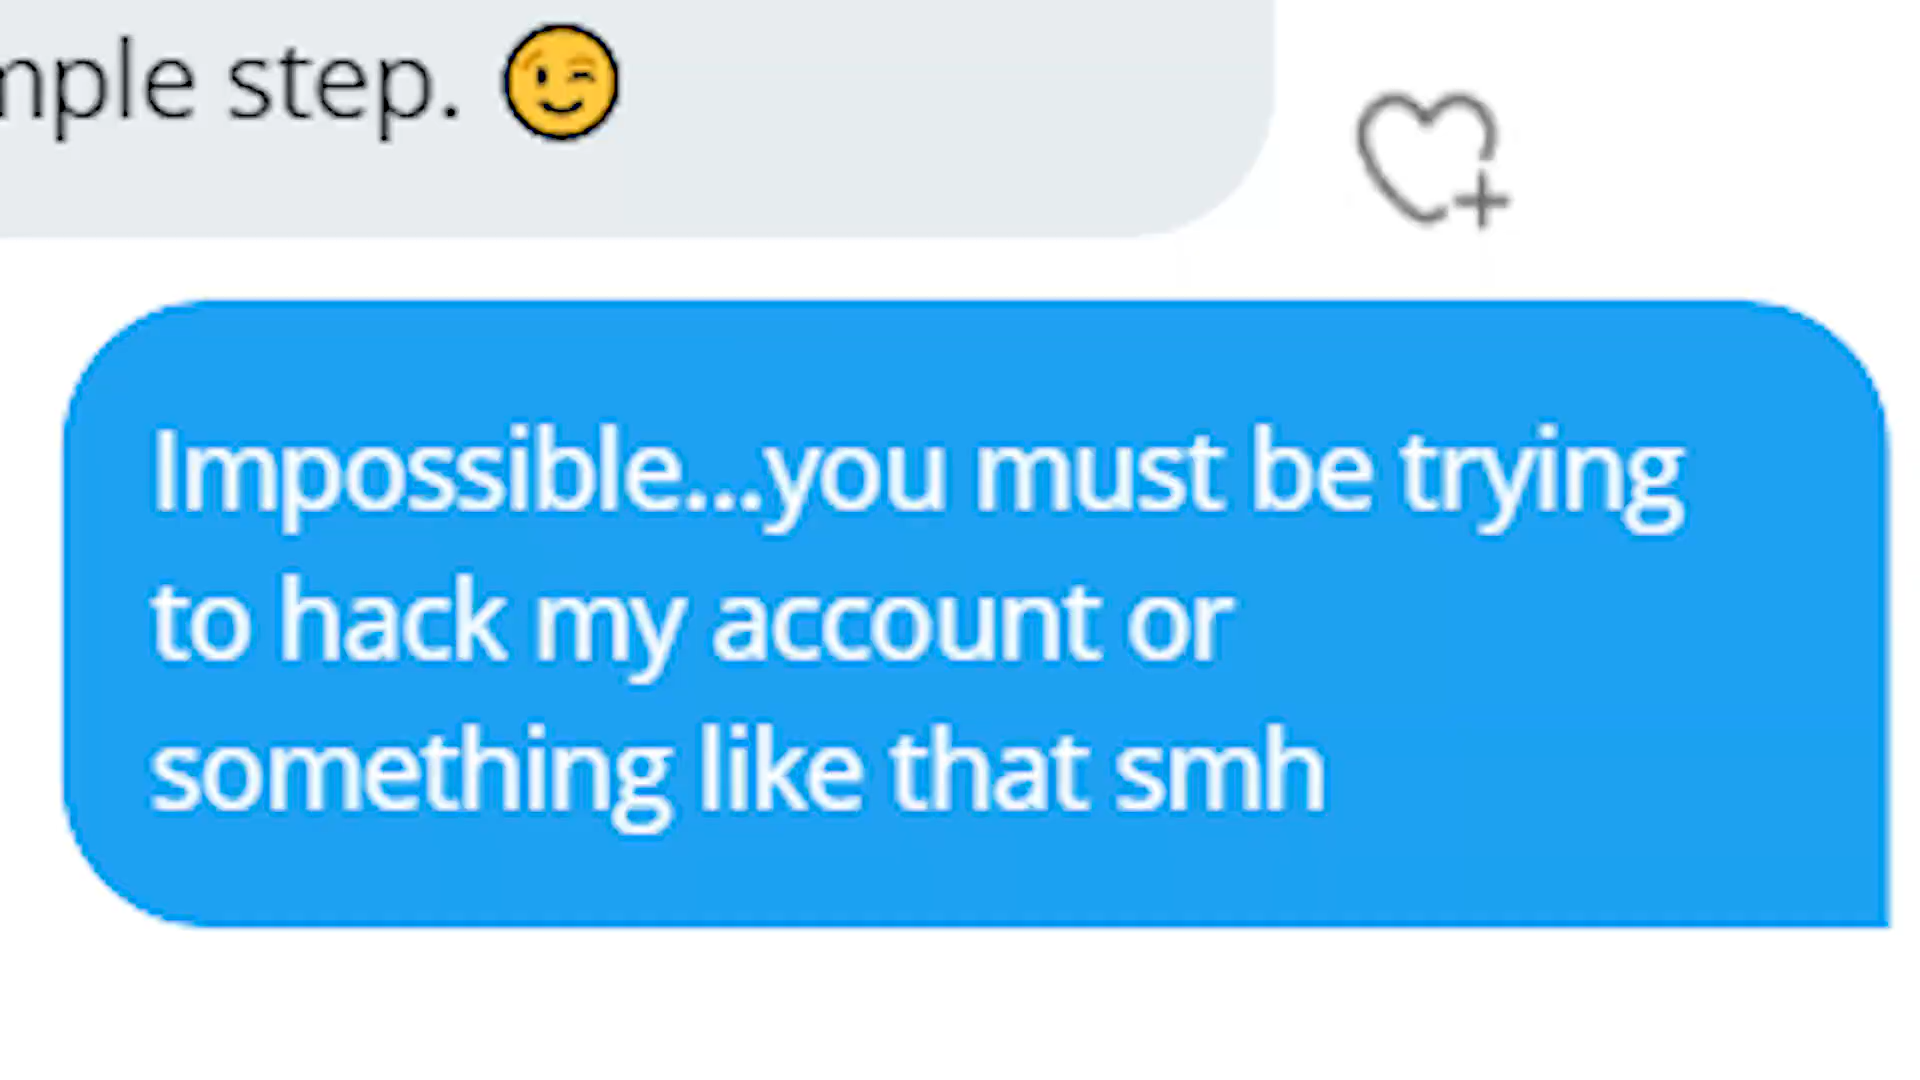 step. 😉
Impossible...you must be trying
to hack my account or
something like that smh